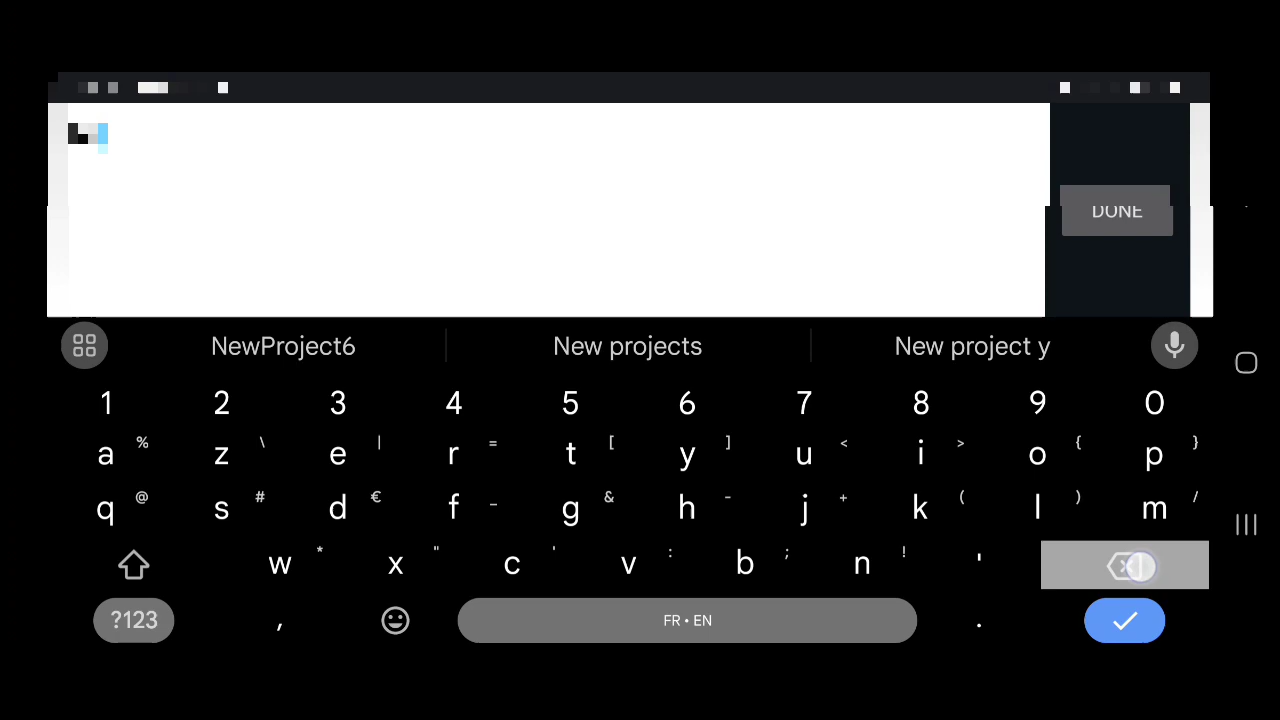 DONE
NewProject6 New projects New project y
1 2 3 4 5 6 7 8 9 0
a % z \ e | r = t [ y ] u < i > o { p }
q @ s # d € f _ g & h - j + k ( l ) m /
w * x " c ' v : b ; n ! '
?123 , FR • EN .